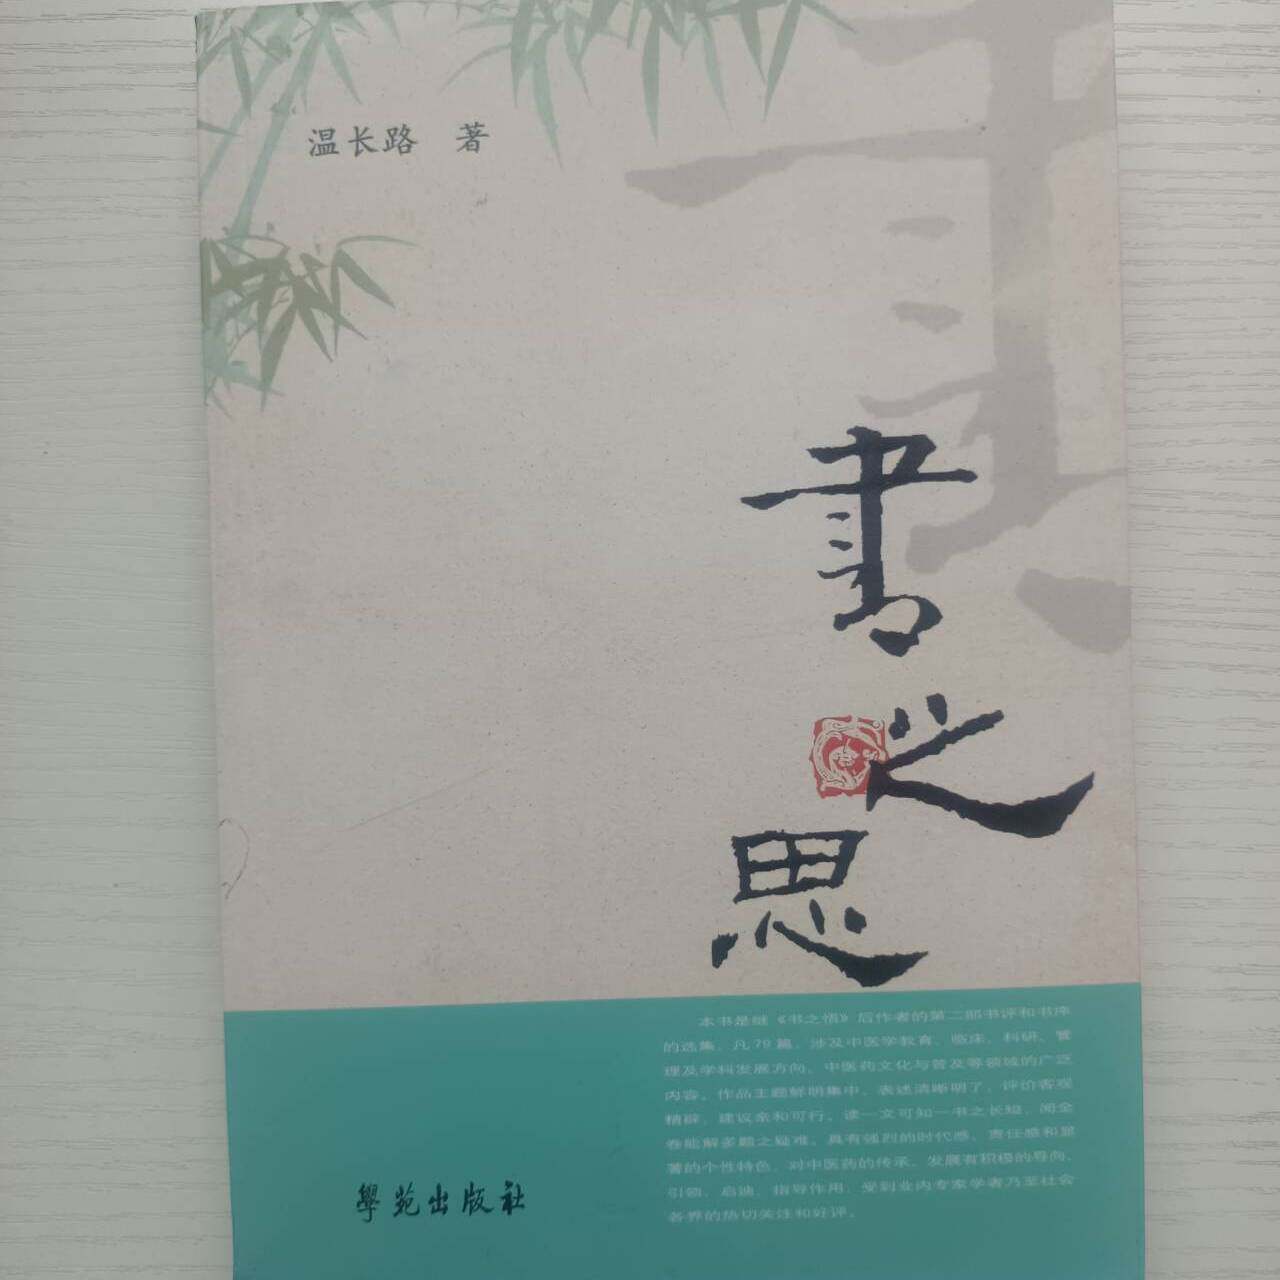 温长路 著
書
之
思
本书是继《书之悟》后作者的第二部书评和书序
的选集，凡79篇，涉及中医学教育、临床、科研、管
理及学科发展方向，中医药文化与普及等领域的广泛
内容。作品主题鲜明集中，表述清晰明了，评价客观
精辟，建议亲和可行。读一文可知一书之长短，阅全
卷能解多题之疑难，具有强烈的时代感、责任感和显
著的个性特色，对中医药的传承、发展有积极的导向、
引领、启迪、指导作用，受到业内专家学者乃至社会
各界的热切关注和好评。
學苑出版社